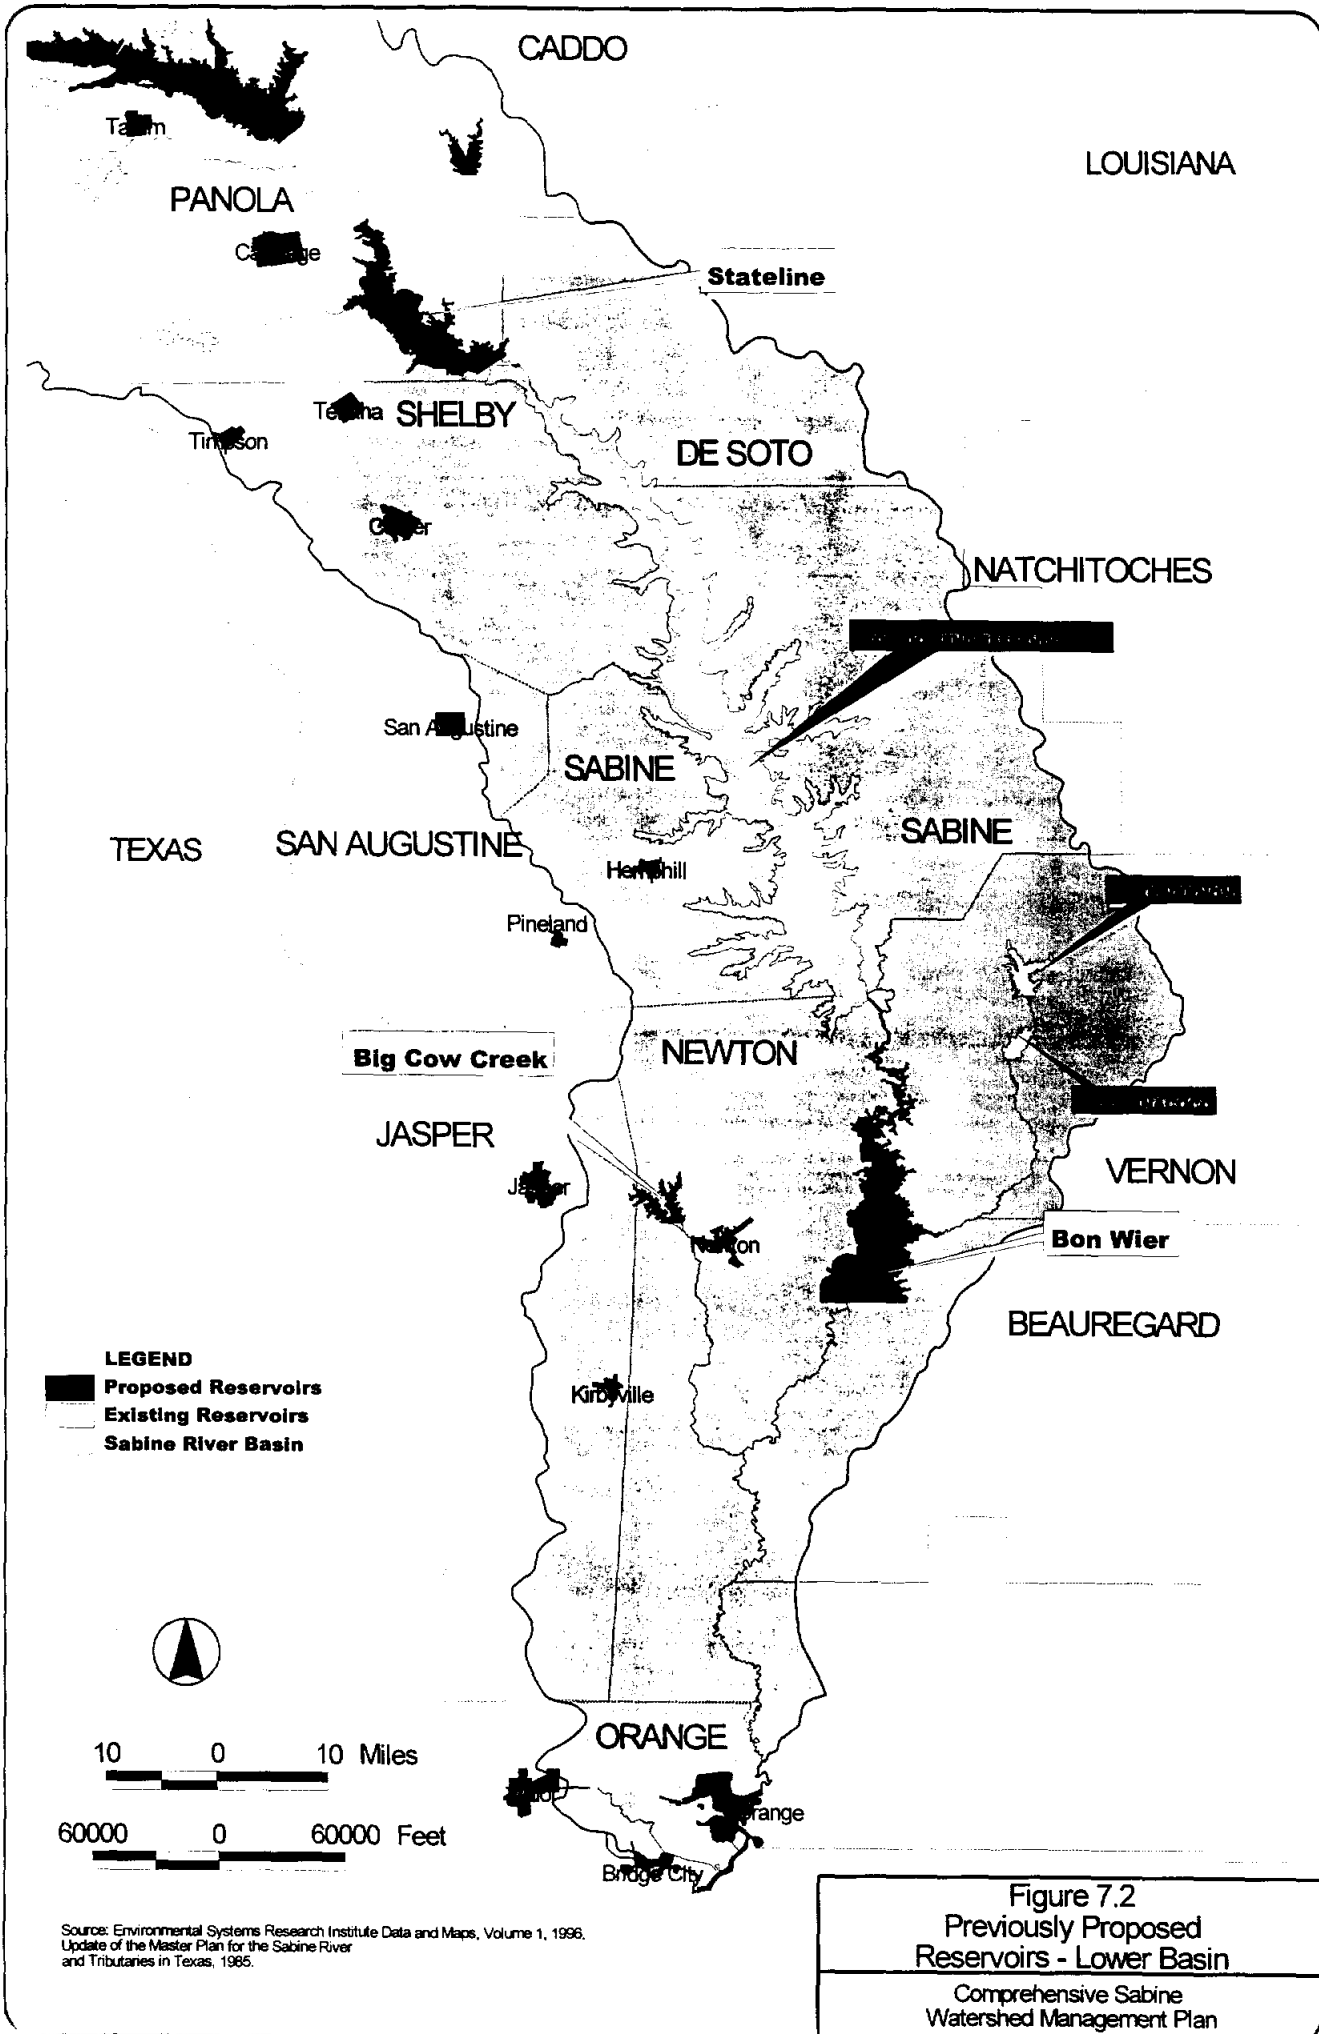 CADDO
LOUISIANA
PANOLA
Stateline
SHELBY
Timpson
DE SOTO
NATCHITOCHES
San Augustine
SABINE
SABINE
TEXAS
SAN AUGUSTINE
Hemphill
Pineland
Big Cow Creek
NEWTON
JASPER
VERNON
Bon Wier
BEAUREGARD
LEGEND
Proposed Reservoirs
Existing Reservoirs
Sabine River Basin
Kirbyville
ORANGE
10 0 10 Miles
60000 0 60000 Feet
Orange
Bridge City
Source: Environmental Systems Research Institute Data and Maps, Volume 1, 1996.
Update of the Master Plan for the Sabine River
and Tributaries in Texas, 1985.
Figure 7.2
Previously Proposed
Reservoirs - Lower Basin
Comprehensive Sabine
Watershed Management Plan